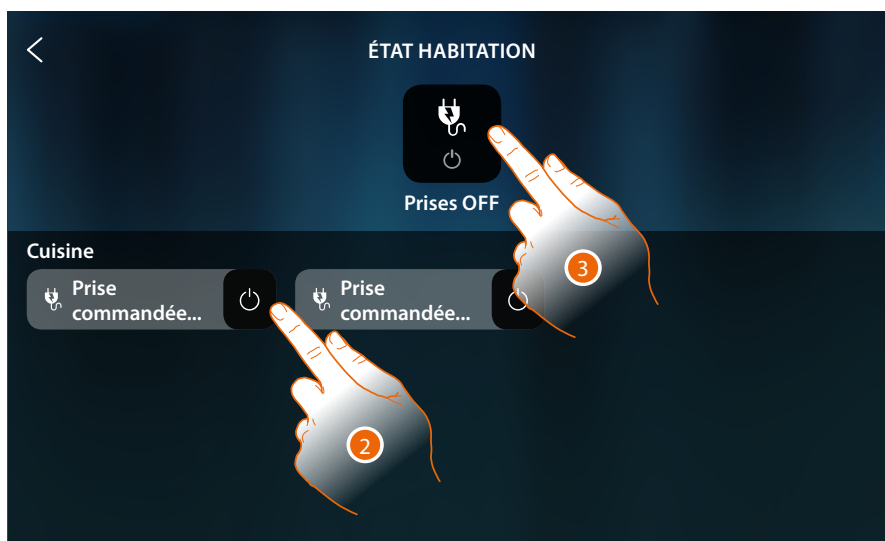 ÉTAT HABITATION
Prises OFF
Cuisine
Prise
commandée...
Prise
commandée...
3
2